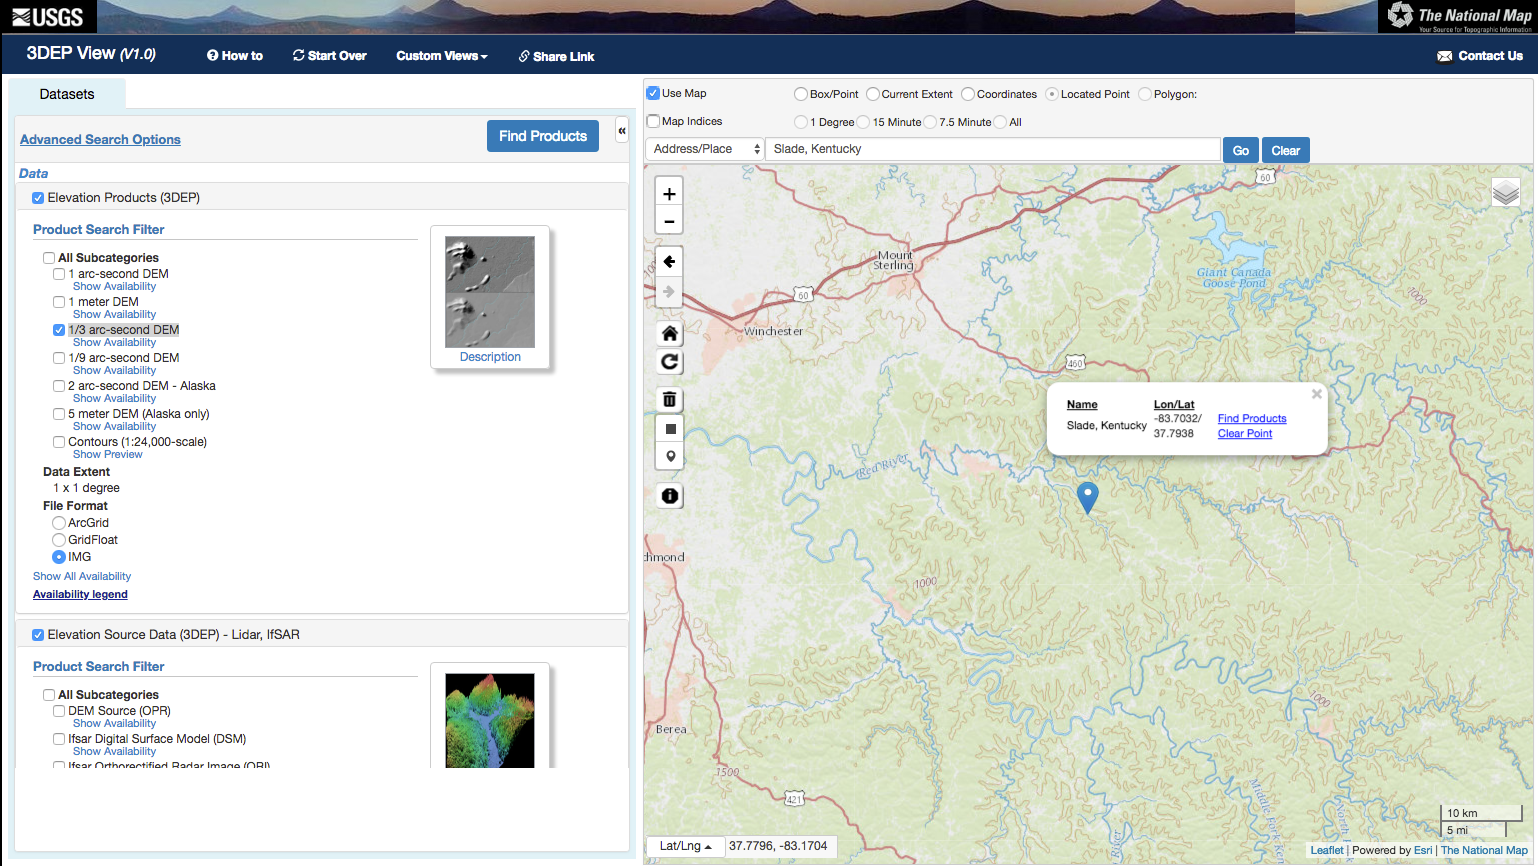 USGS
The National Map
Your Source for Topographic Information
3DEP View (V1.0)
How to
Start Over
Custom Views
Share Link
Contact Us
Datasets
Advanced Search Options
Find Products
«
Data
Elevation Products (3DEP)
Product Search Filter
All Subcategories
1 arc-second DEM
Show Availability
1 meter DEM
Show Availability
1/3 arc-second DEM
Show Availability
1/9 arc-second DEM
Show Availability
2 arc-second DEM - Alaska
Show Availability
5 meter DEM (Alaska only)
Show Availability
Contours (1:24,000-scale)
Show Preview
Description
Data Extent
1 x 1 degree
File Format
ArcGrid
GridFloat
IMG
Show All Availability
Availability legend
Elevation Source Data (3DEP) - Lidar, IfSAR
Product Search Filter
All Subcategories
DEM Source (OPR)
Show Availability
Ifsar Digital Surface Model (DSM)
Show Availability
Ifsar Orthorectified Radar Image (ORI)
Use Map
Box/Point Current Extent Coordinates Located Point Polygon:
Map Indices
1 Degree 15 Minute 7.5 Minute All
Address/Place
Slade, Kentucky
Go
Clear
+
−
60
Mount
Sterling
Giant Canada
Goose Pond
1000
60
Winchester
460
Name
Lon/Lat
Slade, Kentucky
-83.7032/
37.7938
Find Products
Clear Point
Red River
chmond
1000
1000
Berea
1500
421
Middle Fork Ken
North
River
10 km
5 mi
Lat/Lng
37.7796, -83.1704
Leaflet | Powered by Esri | The National Map